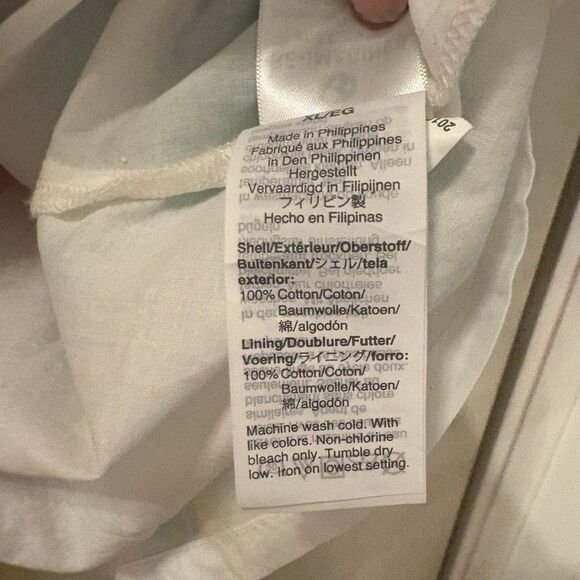 XL/EG
Made in Philippines
Fabriqué aux Philippines
in Den Philippinen
Hergestellt
Vervaardigd in Filipijnen
フィリピン製
Hecho en Filipinas
Shell/Extérieur/Oberstoff/
Buitenkant/シェル/tela
exterior:
100% Cotton/Coton/
Baumwolle/Katoen/
綿/algodón
Lining/Doublure/Futter/
Voering/ライニング/forro:
100% Cotton/Coton/
Baumwolle/Katoen/
綿/algodón
Machine wash cold. With
like colors. Non-chlorine
bleach only. Tumble dry
low. Iron on lowest setting.